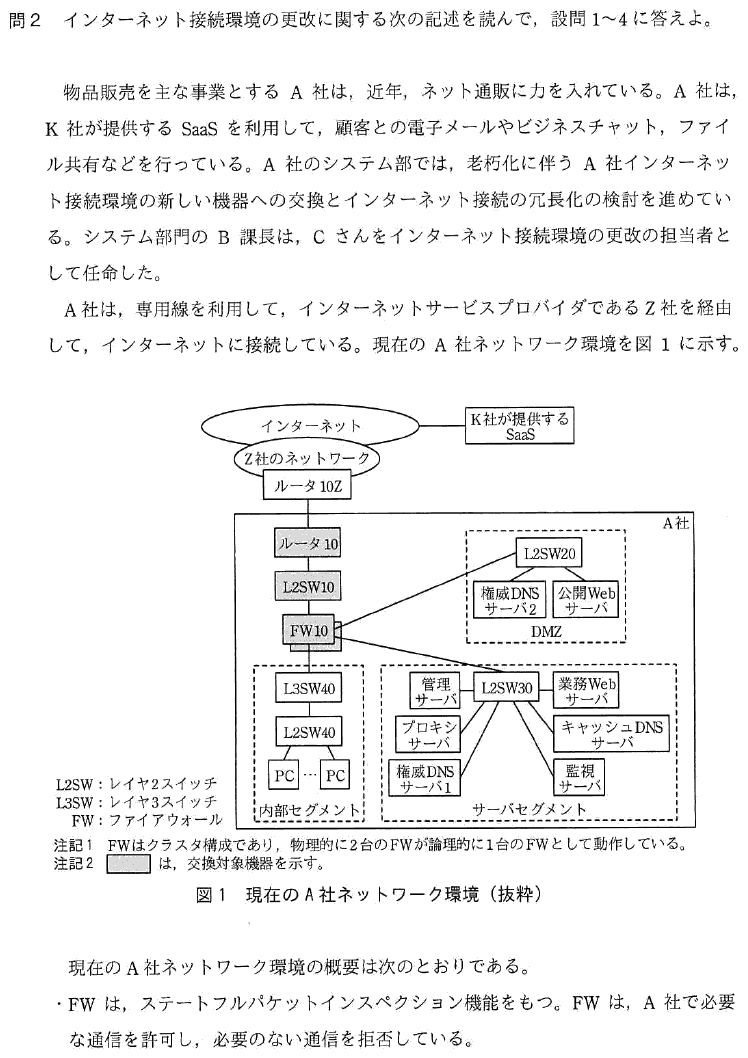 問2 インターネット接続環境の更改に関する次の記述を読んで，設問1～4に答えよ。
物品販売を主な事業とする A 社は，近年，ネット通販に力を入れている。A 社は，
K 社が提供する SaaS を利用して，顧客との電子メールやビジネスチャット，ファイ
ル共有などを行っている。A 社のシステム部では，老朽化に伴う A 社インターネッ
ト接続環境の新しい機器への交換とインターネット接続の冗長化の検討を進めてい
る。システム部門の B 課長は，C さんをインターネット接続環境の更改の担当者と
して任命した。
A社は，専用線を利用して，インターネットサービスプロバイダであるZ社を経由
して，インターネットに接続している。現在の A 社ネットワーク環境を図 1 に示す。
インターネット
K社が提供する
SaaS
Z社のネットワーク
ルータ10Z
A社
ルータ10
L2SW10
FW10
L2SW20
権威DNS
サーバ2
公開Web
サーバ
DMZ
L3SW40
L2SW40
PC … PC
内部セグメント
管理
サーバ
L2SW30
業務Web
サーバ
プロキシ
サーバ
キャッシュDNS
サーバ
権威DNS
サーバ1
監視
サーバ
サーバセグメント
L2SW：レイヤ2スイッチ
L3SW：レイヤ3スイッチ
FW：ファイアウォール
注記1 FWはクラスタ構成であり，物理的に2台のFWが論理的に1台のFWとして動作している。
注記2 は，交換対象機器を示す。
図1 現在のA社ネットワーク環境（抜粋）
現在のA社ネットワーク環境の概要は次のとおりである。
・FW は，ステートフルパケットインスペクション機能をもつ。FW は，A 社で必要
な通信を許可し，必要のない通信を拒否している。